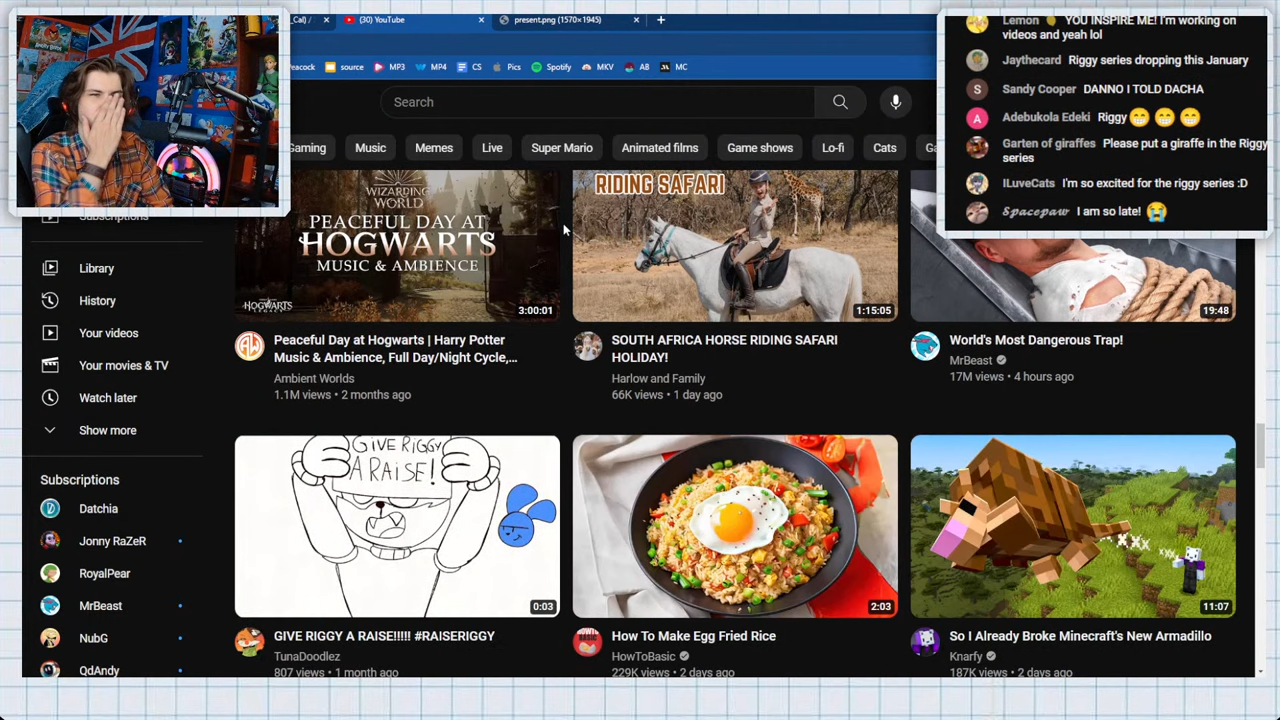 _Cal) /
(30) YouTube
present.png (1570×1945)
eacock
source
MP3
MP4
CS
Pics
Spotify
MKV
AB
MC
Search
aming
Music
Memes
Live
Super Mario
Animated films
Game shows
Lo-fi
Cats
Ga
Lemon YOU INSPIRE ME! I'm working on
videos and yeah lol
Jaythecard Riggy series dropping this January
Sandy Cooper DANNO I TOLD DACHA
Adebukola Edeki Riggy 😁 😁 😁
Garten of giraffes Please put a giraffe in the Riggy
series
ILuveCats I'm so excited for the riggy series :D
𝓢𝓹𝓪𝓬𝓮𝓹𝓪𝔀 I am so late! 😭
Subscriptions
Library
History
Your videos
Your movies & TV
Watch later
Show more
Subscriptions
Datchia
Jonny RaZeR
RoyalPear
MrBeast
NubG
QdAndy
WIZARDING
WORLD
PEACEFUL DAY AT
HOGWARTS
MUSIC & AMBIENCE
HOGWARTS
3:00:01
Peaceful Day at Hogwarts | Harry Potter
Music & Ambience, Full Day/Night Cycle,...
Ambient Worlds
1.1M views • 2 months ago
RIDING SAFARI
1:15:05
SOUTH AFRICA HORSE RIDING SAFARI
HOLIDAY!
Harlow and Family
66K views • 1 day ago
19:48
World's Most Dangerous Trap!
MrBeast
17M views • 4 hours ago
GIVE RIGGY
A RAISE!
0:03
GIVE RIGGY A RAISE!!!!! #RAISERIGGY
TunaDoodlez
807 views • 1 month ago
2:03
HOWTO
BASIC
How To Make Egg Fried Rice
HowToBasic
229K views • 2 days ago
11:07
So I Already Broke Minecraft's New Armadillo
Knarfy
187K views • 2 days ago